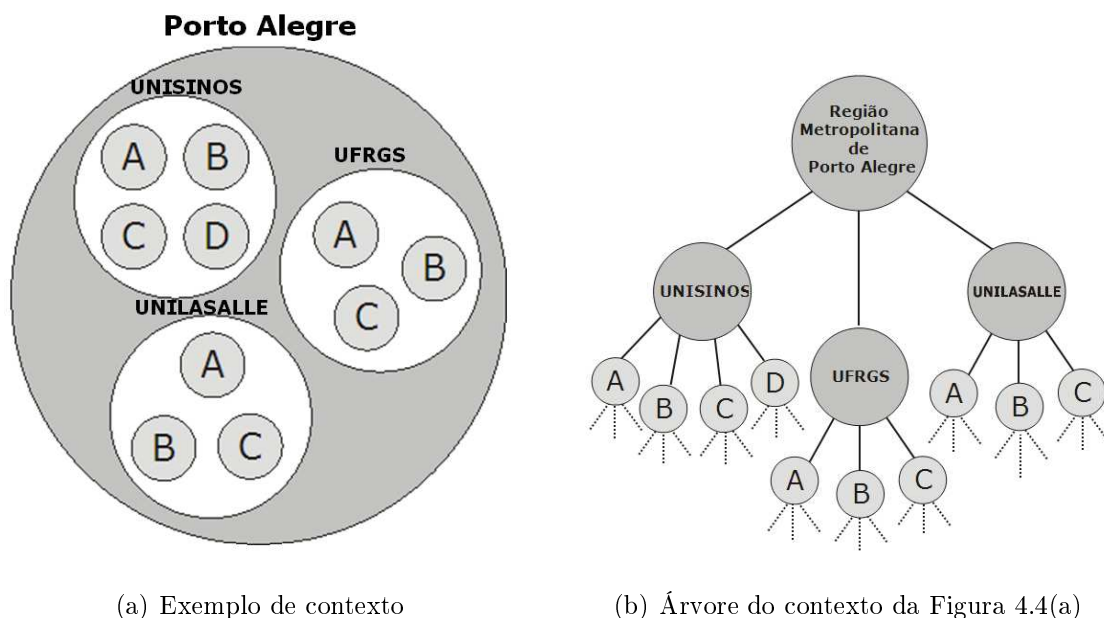 Porto Alegre
UNISINOS
A B
C D
UFRGS
A
B
C
UNILASALLE
A
B C
Região
Metropolitana
de
Porto Alegre
UNISINOS
UFRGS
UNILASALLE
A
B
C
D
A
B
C
A
B
C
(a) Exemplo de contexto
(b) Árvore do contexto da Figura 4.4(a)